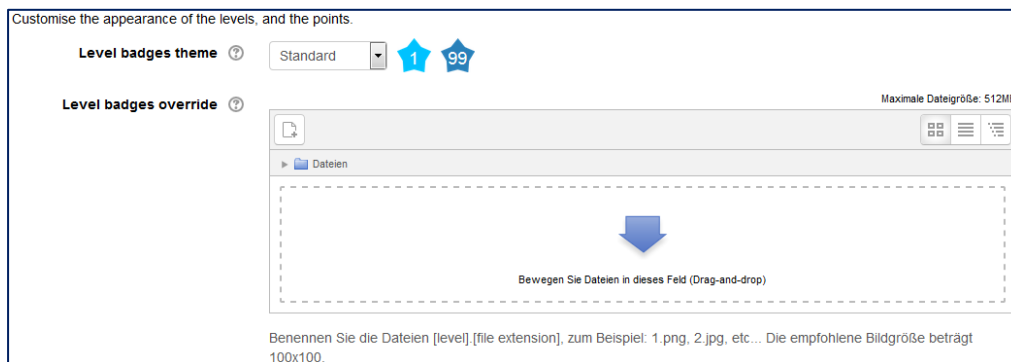 Customise the appearance of the levels, and the points.
Level badges theme
Standard
1
99
Level badges override
Maximale Dateigröße: 512M
Dateien
Bewegen Sie Dateien in dieses Feld (Drag-and-drop)
Benennen Sie die Dateien [level].[file extension], zum Beispiel: 1.png, 2.jpg, etc... Die empfohlene Bildgröße beträgt
100x100.